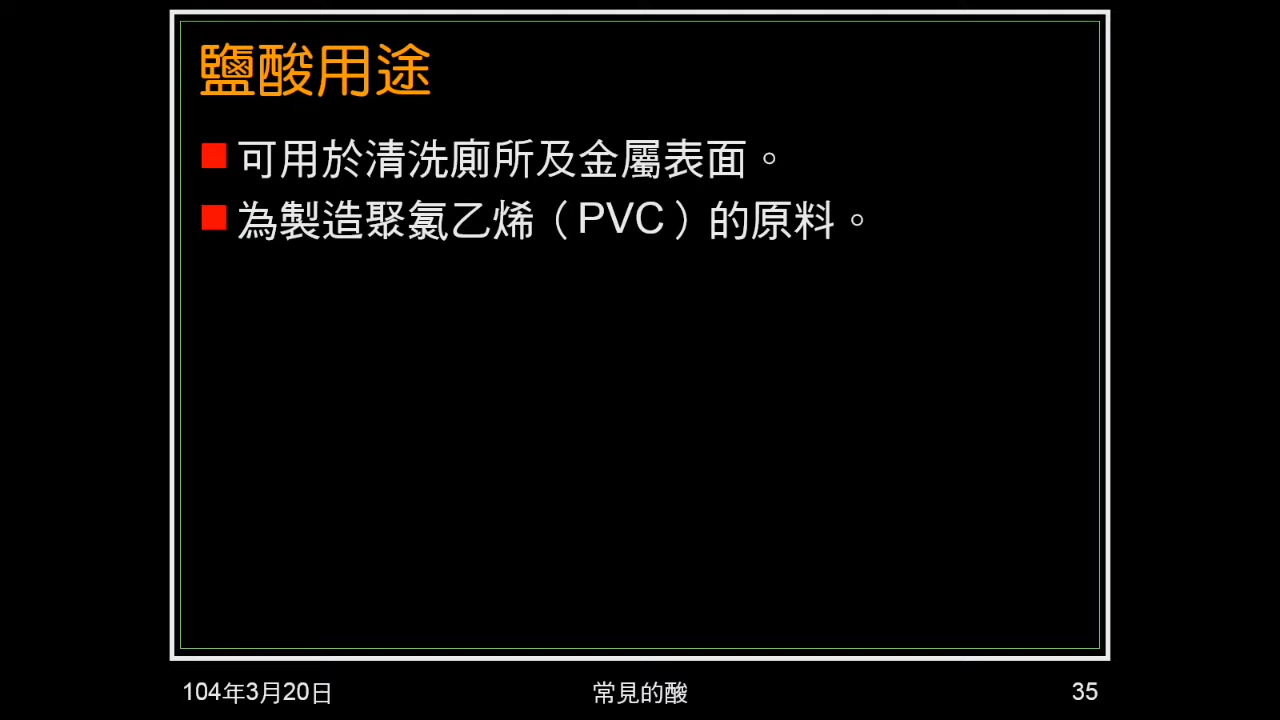 鹽酸用途
可用於清洗廁所及金屬表面。
為製造聚氯乙烯（PVC）的原料。
104年3月20日
常見的酸
35